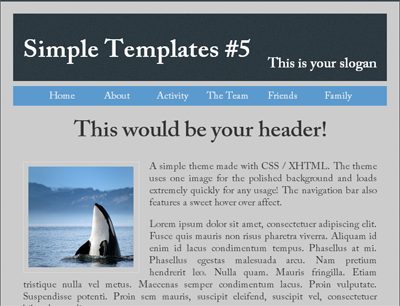 Simple Templates #5
This is your slogan
Home About Activity The Team Friends Family
This would be your header!
A simple theme made with CSS / XHTML. The theme
uses one image for the polished background and loads
extremely quickly for any usage! The navigation bar also
features a sweet hover over affect.
Lorem ipsum dolor sit amet, consectetuer adipiscing elit.
Fusce quis mauris non risus pharetra viverra. Aliquam id
enim id lacus condimentum tempus. Phasellus at mi.
Phasellus egestas malesuada arcu. Nam pretium
hendrerit leo. Nulla quam. Mauris fringilla. Etiam
tristique nulla vel metus. Maecenas semper condimentum lacus. Proin vulputate.
Suspendisse potenti. Proin sem mauris, suscipit eleifend, suscipit vel, consectetuer